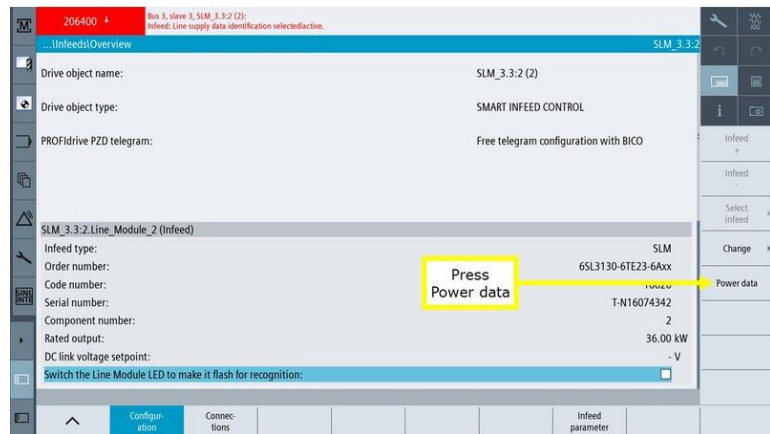 206400
Bus 3, slave 3, SLM_3.3:2 (2):
Infeed: Line supply data identification selected/active.
...\Infeeds\Overview SLM_3.3:2
Drive object name: SLM_3.3:2 (2)
Drive object type: SMART INFEED CONTROL
PROFIdrive PZD telegram: Free telegram configuration with BICO
SLM_3.3:2.Line_Module_2 (Infeed)
Infeed type: SLM
Order number: 6SL3130-6TE23-6Axx
Code number:
Serial number: T-N16074342
Component number: 2
Rated output: 36.00 kW
DC link voltage setpoint: - V
Switch the Line Module LED to make it flash for recognition:
Press
Power data
Infeed
+
Infeed
-
Select
infeed
Change
Power data
Configur-
ation
Connec-
tions
Infeed
parameter
M
SINU